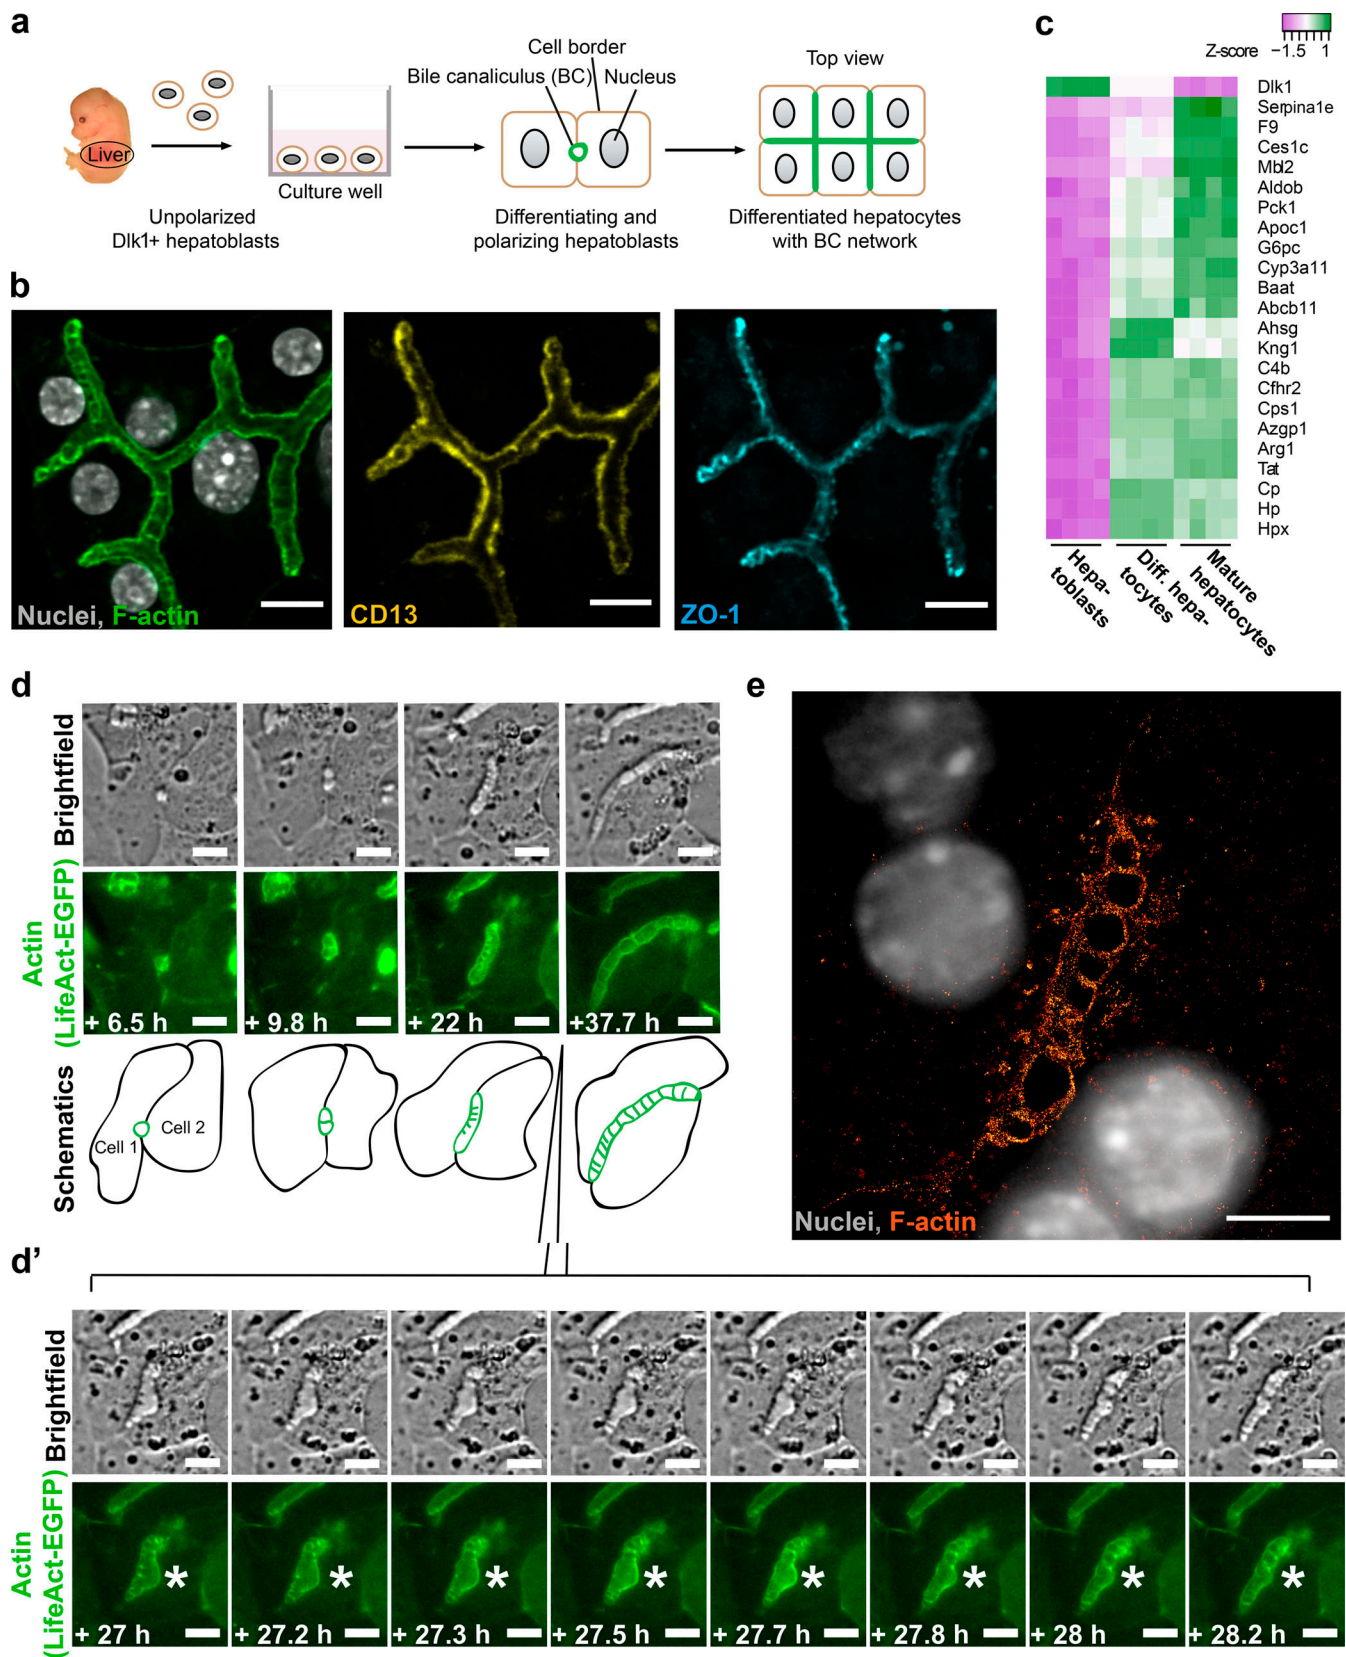 a
Liver
Unpolarized
Dlk1+ hepatoblasts
Culture well
Cell border
Bile canaliculus (BC)
Nucleus
Differentiating and
polarizing hepatoblasts
Top view
Differentiated hepatocytes
with BC network
b
Nuclei, F-actin
CD13
ZO-1
c
Z-score
−1.5 1
Dlk1
Serpina1e
F9
Ces1c
Mbl2
Aldob
Pck1
Apoc1
G6pc
Cyp3a11
Baat
Abcb11
Ahsg
Kng1
C4b
Cfhr2
Cps1
Azgp1
Arg1
Tat
Cp
Hp
Hpx
Hepa-
toblasts
Diff. hepa-
tocytes
Mature
hepatocytes
d
Brightfield
Actin
(LifeAct-EGFP)
+ 6.5 h
+ 9.8 h
+ 22 h
+37.7 h
Schematics
Cell 1
Cell 2
e
Nuclei, F-actin
d’
Brightfield
Actin
(LifeAct-EGFP)
*
*
*
*
*
*
*
*
+ 27 h
+ 27.2 h
+ 27.3 h
+ 27.5 h
+ 27.7 h
+ 27.8 h
+ 28 h
+ 28.2 h